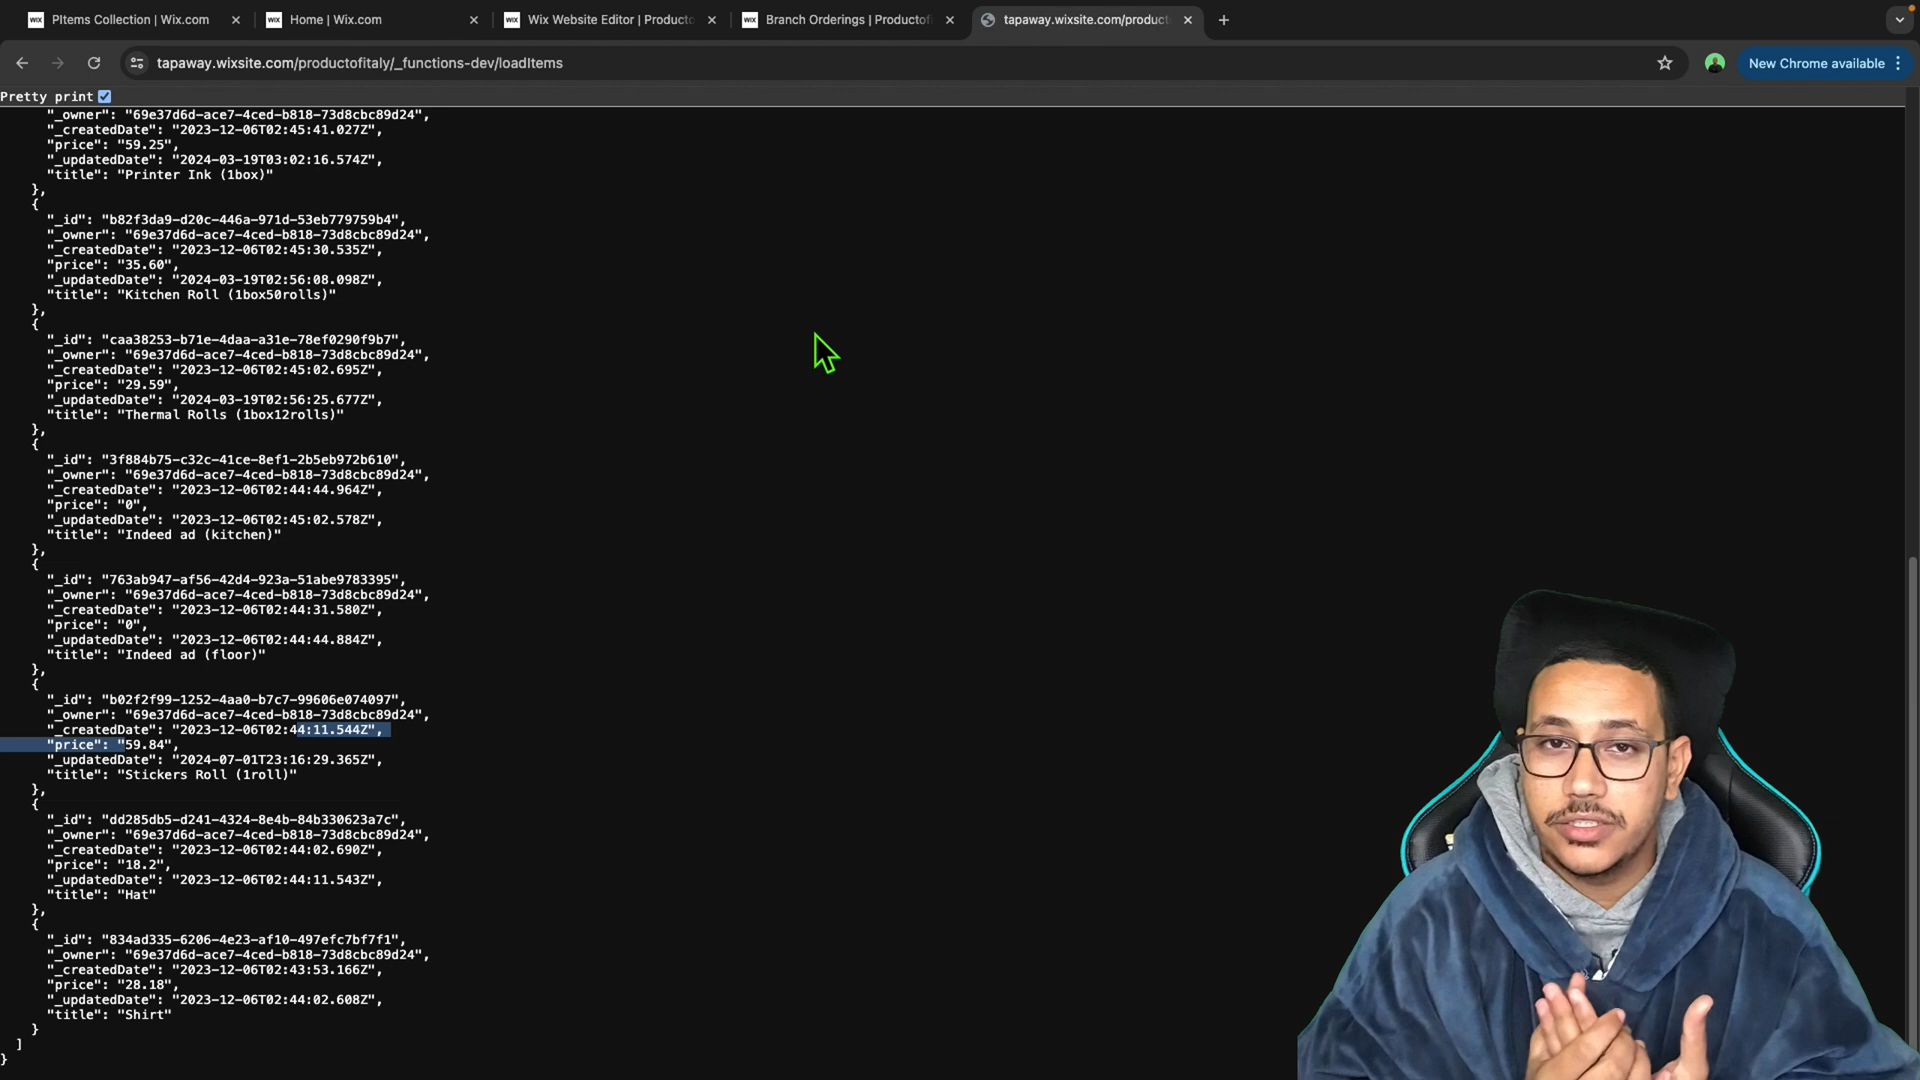 PItems Collection | Wix.com
Home | Wix.com
Wix Website Editor | Producto
Branch Orderings | Productof
tapaway.wixsite.com/product
tapaway.wixsite.com/productofitaly/_functions-dev/loadItems
New Chrome available
Pretty print
"_owner": "69e37d6d-ace7-4ced-b818-73d8cbc89d24",
"_createdDate": "2023-12-06T02:45:41.027Z",
"price": "59.25",
"_updatedDate": "2024-03-19T03:02:16.574Z",
"title": "Printer Ink (1box)"
},
{
"_id": "b82f3da9-d20c-446a-971d-53eb779759b4",
"_owner": "69e37d6d-ace7-4ced-b818-73d8cbc89d24",
"_createdDate": "2023-12-06T02:45:30.535Z",
"price": "35.60",
"_updatedDate": "2024-03-19T02:56:08.098Z",
"title": "Kitchen Roll (1box50rolls)"
},
{
"_id": "caa38253-b71e-4daa-a31e-78ef0290f9b7",
"_owner": "69e37d6d-ace7-4ced-b818-73d8cbc89d24",
"_createdDate": "2023-12-06T02:45:02.695Z",
"price": "29.59",
"_updatedDate": "2024-03-19T02:56:25.677Z",
"title": "Thermal Rolls (1box12rolls)"
},
{
"_id": "3f884b75-c32c-41ce-8ef1-2b5eb972b610",
"_owner": "69e37d6d-ace7-4ced-b818-73d8cbc89d24",
"_createdDate": "2023-12-06T02:44:44.964Z",
"price": "0",
"_updatedDate": "2023-12-06T02:45:02.578Z",
"title": "Indeed ad (kitchen)"
},
{
"_id": "763ab947-af56-42d4-923a-51abe9783395",
"_owner": "69e37d6d-ace7-4ced-b818-73d8cbc89d24",
"_createdDate": "2023-12-06T02:44:31.580Z",
"price": "0",
"_updatedDate": "2023-12-06T02:44:44.884Z",
"title": "Indeed ad (floor)"
},
{
"_id": "b02f2f99-1252-4aa0-b7c7-99606e074097",
"_owner": "69e37d6d-ace7-4ced-b818-73d8cbc89d24",
"_createdDate": "2023-12-06T02:44:11.544Z",
"price": "59.84",
"_updatedDate": "2024-07-01T23:16:29.365Z",
"title": "Stickers Roll (1roll)"
},
{
"_id": "dd285db5-d241-4324-8e4b-84b330623a7c",
"_owner": "69e37d6d-ace7-4ced-b818-73d8cbc89d24",
"_createdDate": "2023-12-06T02:44:02.690Z",
"price": "18.2",
"_updatedDate": "2023-12-06T02:44:11.543Z",
"title": "Hat"
},
{
"_id": "834ad335-6206-4e23-af10-497efc7bf7f1",
"_owner": "69e37d6d-ace7-4ced-b818-73d8cbc89d24",
"_createdDate": "2023-12-06T02:43:53.166Z",
"price": "28.18",
"_updatedDate": "2023-12-06T02:44:02.608Z",
"title": "Shirt"
}
]
}